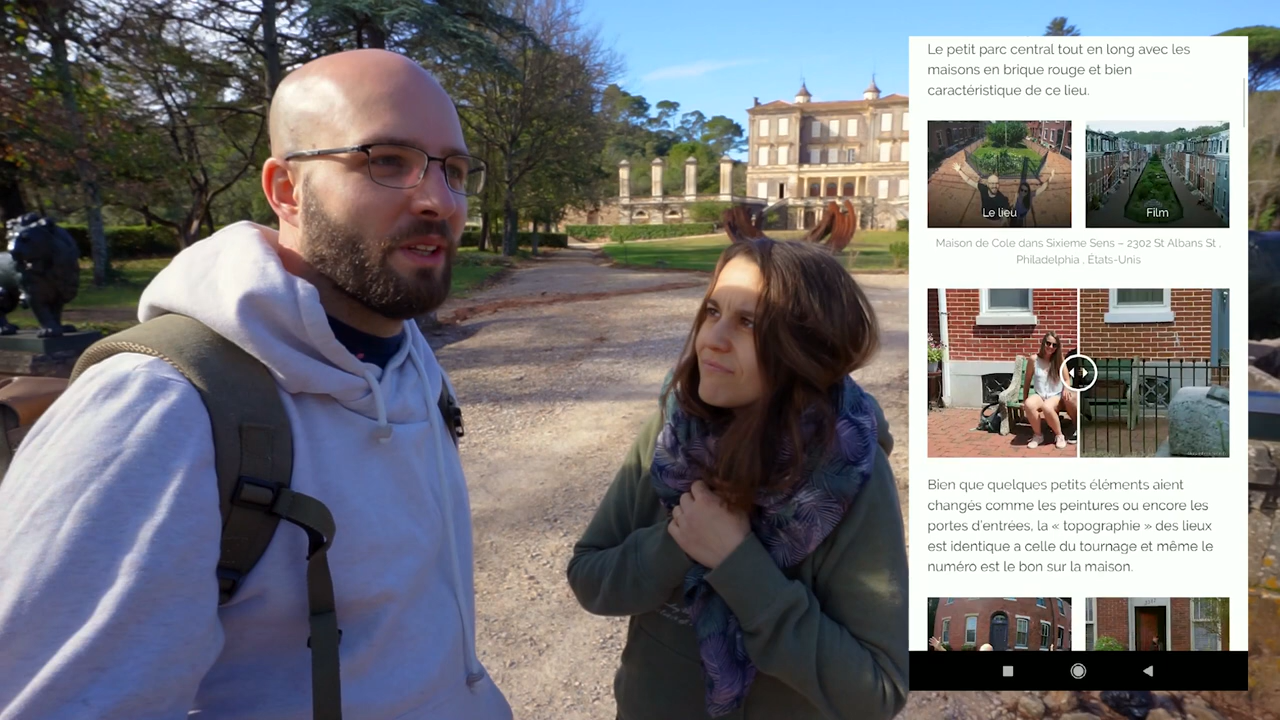 Le petit parc central tout en long avec les
maisons en brique rouge et bien
caractéristique de ce lieu.
Le lieu
Film
Maison de Cole dans Sixieme Sens – 2302 St Albans St ,
Philadelphia , États-Unis
Bien que quelques petits éléments aient
changés comme les peintures ou encore les
portes d'entrées, la « topographie » des lieux
est identique a celle du tournage et même le
numéro est le bon sur la maison.